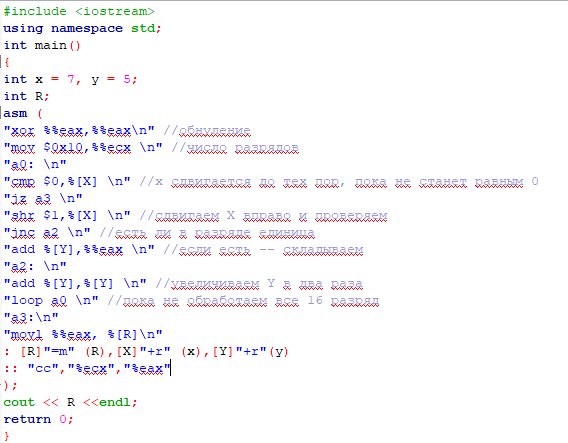 #include <iostream>
using namespace std;
int main()
{
int x = 7, y = 5;
int R;
asm (
"xor %%eax,%%eax\n" //обнуление
"mov $0x10,%%ecx \n" //число разрядов
"a0: \n"
"cmp $0,%[X] \n" //х сдвигается до тех пор, пока не станет равным 0
"jz a3 \n"
"shr $1,%[X] \n" //сдвигаем X вправо и проверяем
"jnc a2 \n" //есть ли в разряде единица
"add %[Y],%%eax \n" //если есть -- складываем
"a2: \n"
"add %[Y],%[Y] \n" //увеличиваем Y в два раза
"loop a0 \n" //пока не обработаем все 16 разряд
"a3:\n"
"movl %%eax, %[R]\n"
: [R]"=m" (R),[X]"+r" (x),[Y]"+r"(y)
:: "cc","%ecx","%eax"
);
cout << R <<endl;
return 0;
}